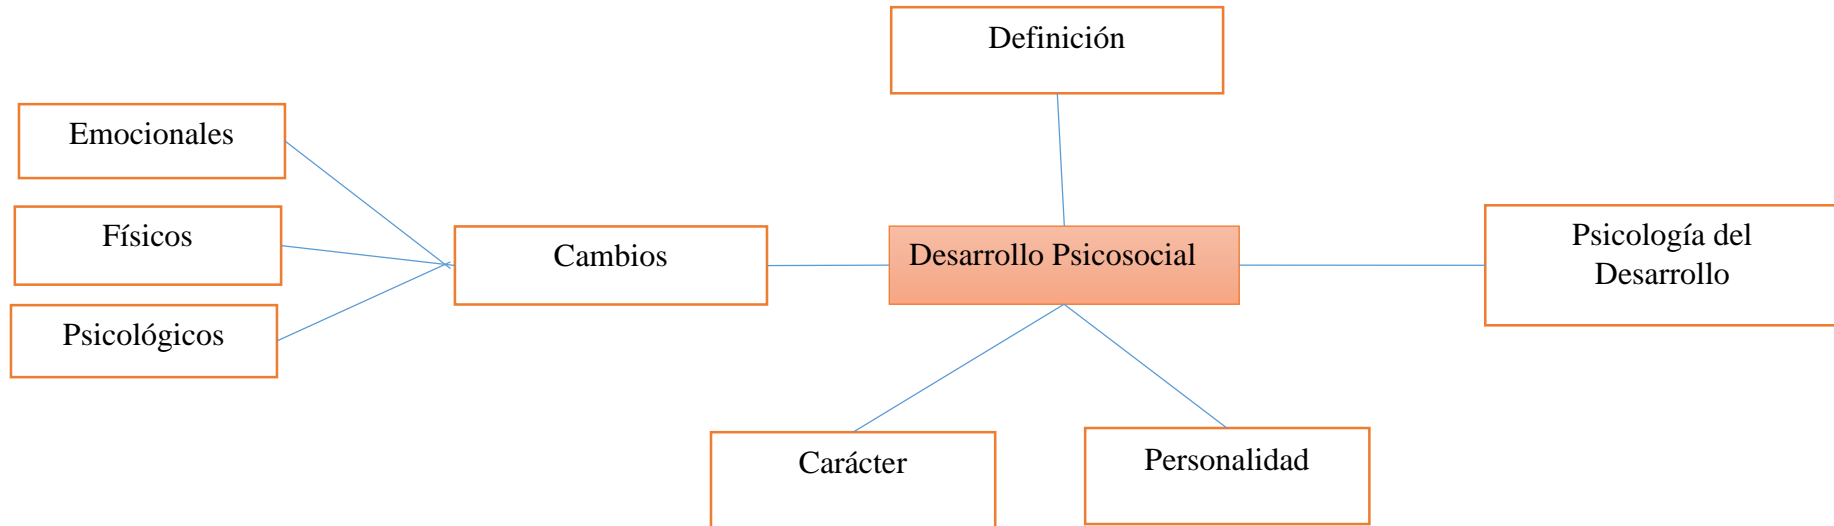 Definición
Emocionales
Físicos
Psicológicos
Cambios
Desarrollo Psicosocial
Psicología del
Desarrollo
Carácter
Personalidad